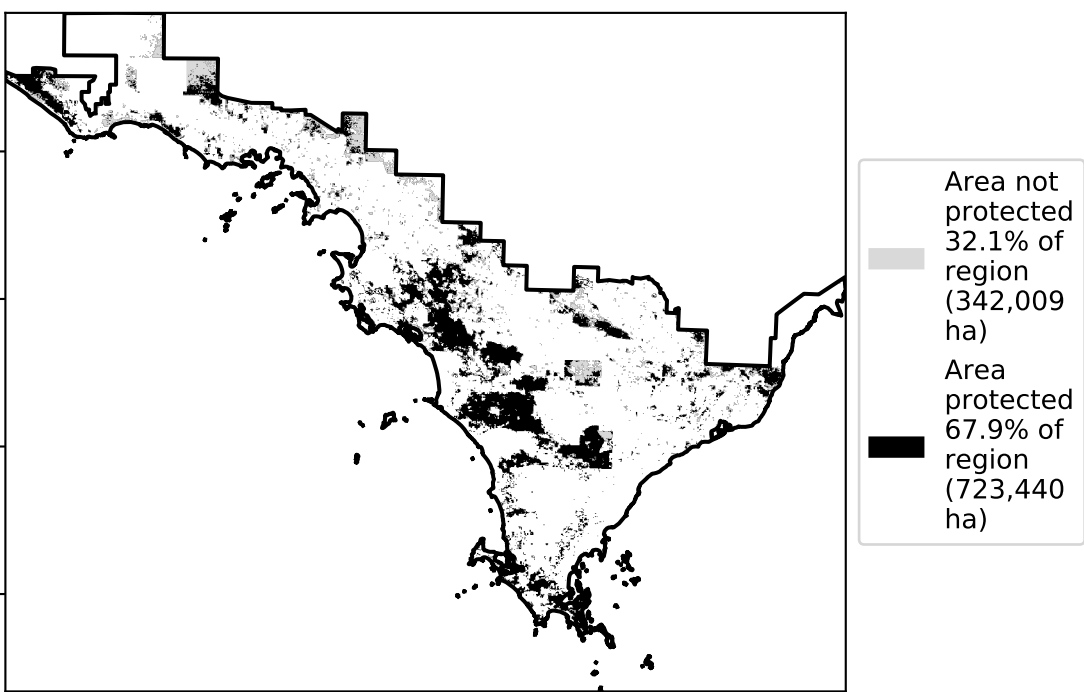 Area not
protected
32.1% of
region
(342,009
ha)
Area
protected
67.9% of
region
(723,440
ha)